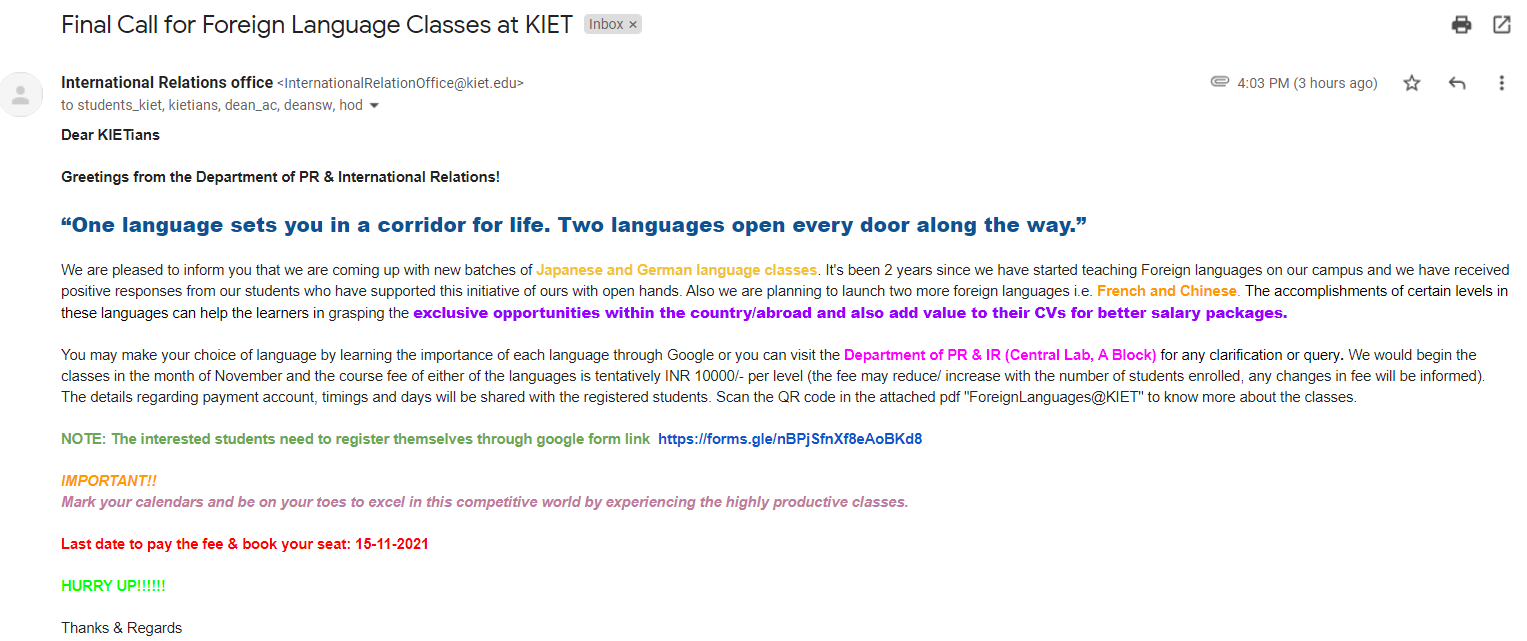 Final Call for Foreign Language Classes at KIET Inbox ×
International Relations office <InternationalRelationOffice@kiet.edu> 4:03 PM (3 hours ago)
to students_kiet, kietians, dean_ac, deansw, hod
Dear KIETians
Greetings from the Department of PR & International Relations!
“One language sets you in a corridor for life. Two languages open every door along the way.”
We are pleased to inform you that we are coming up with new batches of Japanese and German language classes. It's been 2 years since we have started teaching Foreign languages on our campus and we have received
positive responses from our students who have supported this initiative of ours with open hands. Also we are planning to launch two more foreign languages i.e. French and Chinese. The accomplishments of certain levels in
these languages can help the learners in grasping the exclusive opportunities within the country/abroad and also add value to their CVs for better salary packages.
You may make your choice of language by learning the importance of each language through Google or you can visit the Department of PR & IR (Central Lab, A Block) for any clarification or query. We would begin the
classes in the month of November and the course fee of either of the languages is tentatively INR 10000/- per level (the fee may reduce/ increase with the number of students enrolled, any changes in fee will be informed).
The details regarding payment account, timings and days will be shared with the registered students. Scan the QR code in the attached pdf "ForeignLanguages@KIET" to know more about the classes.
NOTE: The interested students need to register themselves through google form link https://forms.gle/nBPjSfnXf8eAoBKd8
IMPORTANT!!
Mark your calendars and be on your toes to excel in this competitive world by experiencing the highly productive classes.
Last date to pay the fee & book your seat: 15-11-2021
HURRY UP!!!!!!
Thanks & Regards